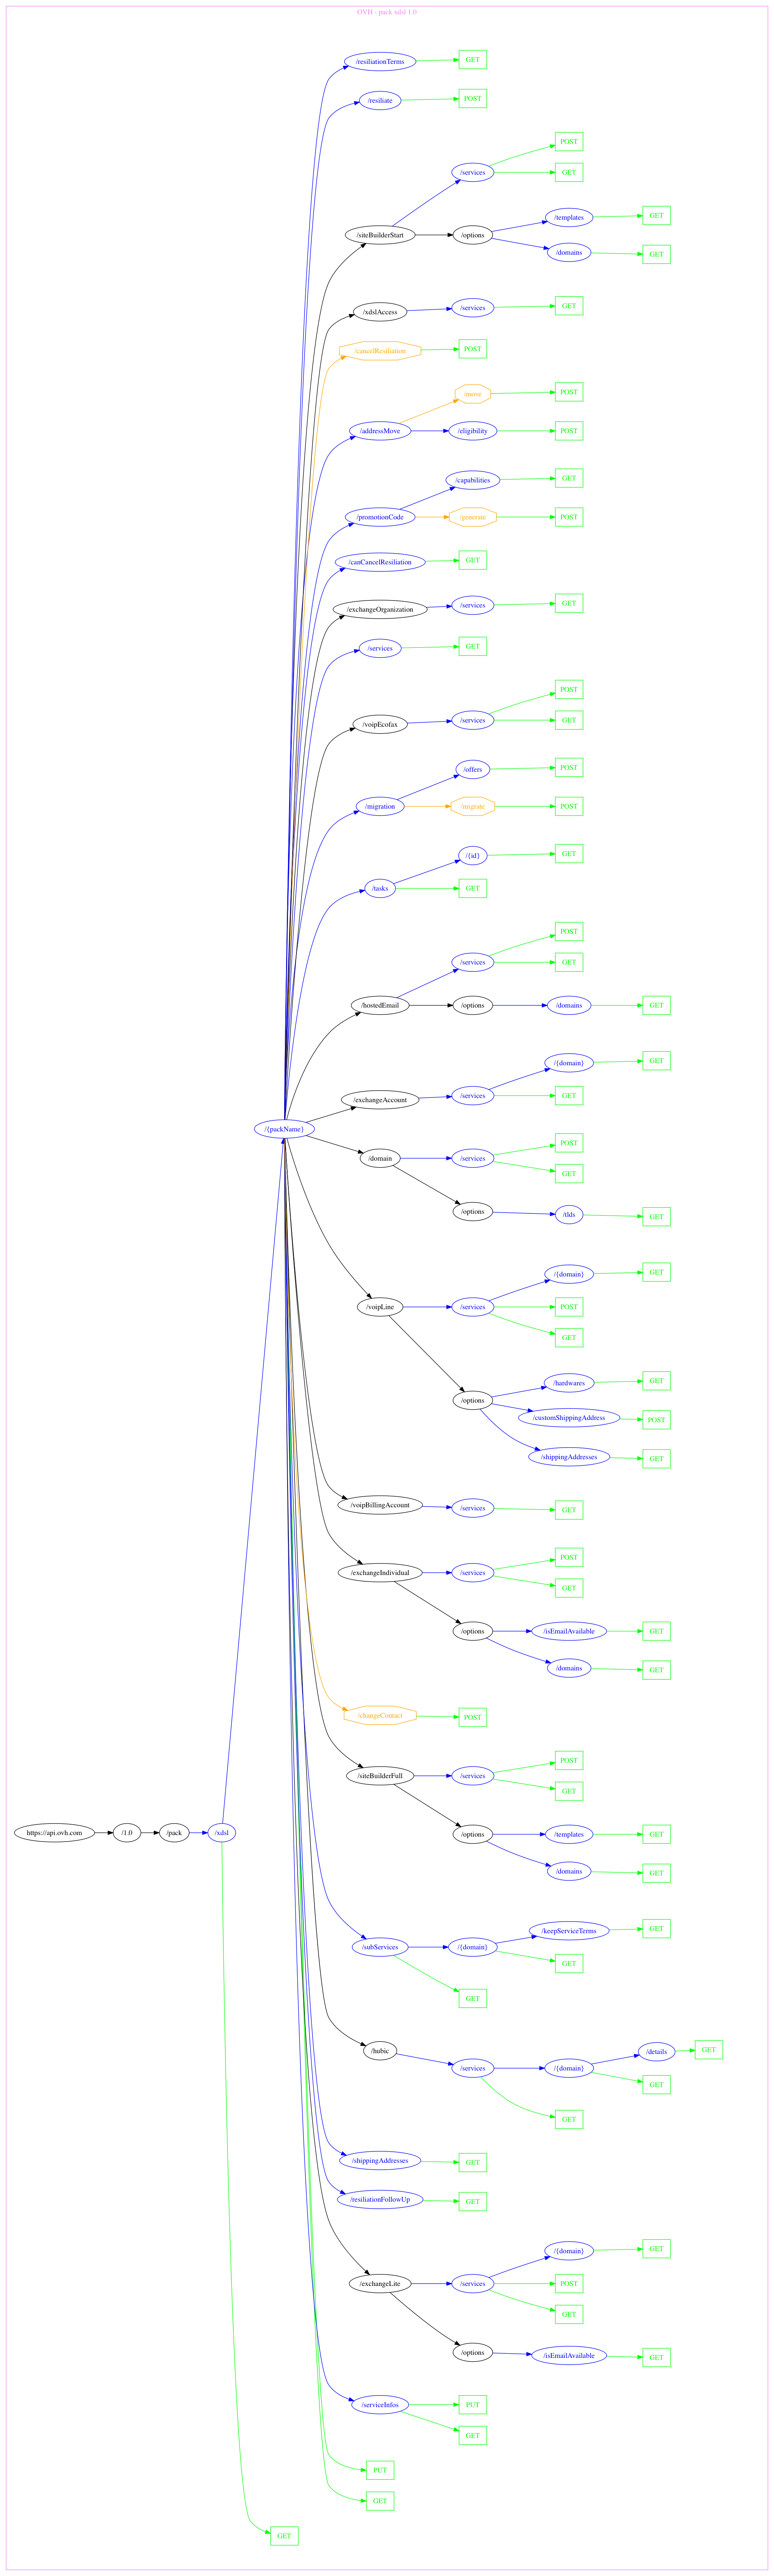 OVH - pack xdsl 1.0
/resiliationTerms GET
/resiliate POST
POST
/services GET
/templates GET
/siteBuilderStart /options
/domains GET
/xdslAccess /services GET
/cancelResiliation POST
/move POST
/addressMove /eligibility POST
/capabilities GET
/promotionCode /generate POST
/canCancelResiliation GET
/exchangeOrganization /services GET
/services GET
POST
/voipEcofax /services GET
/offers POST
/migration /migrate POST
/{id} GET
/tasks GET
POST
/services GET
/hostedEmail /options /domains GET
/{domain} GET
/exchangeAccount /services GET
/{packName}
POST
/domain /services GET
/options /tlds GET
/{domain} GET
/voipLine /services POST
GET
/hardwares GET
/options /customShippingAddress POST
/shippingAddresses GET
/voipBillingAccount /services GET
POST
/exchangeIndividual /services GET
/options /isEmailAvailable GET
/domains GET
/changeContact POST
POST
/siteBuilderFull /services GET
https://api.ovh.com /1.0 /pack /xdsl
/options /templates GET
/domains GET
/keepServiceTerms GET
/subServices /{domain} GET
GET
/details GET
/hubic /services /{domain} GET
GET
/shippingAddresses GET
/resiliationFollowUp GET
/{domain} GET
/exchangeLite /services POST
GET
/options /isEmailAvailable GET
/serviceInfos PUT
GET
PUT
GET
GET